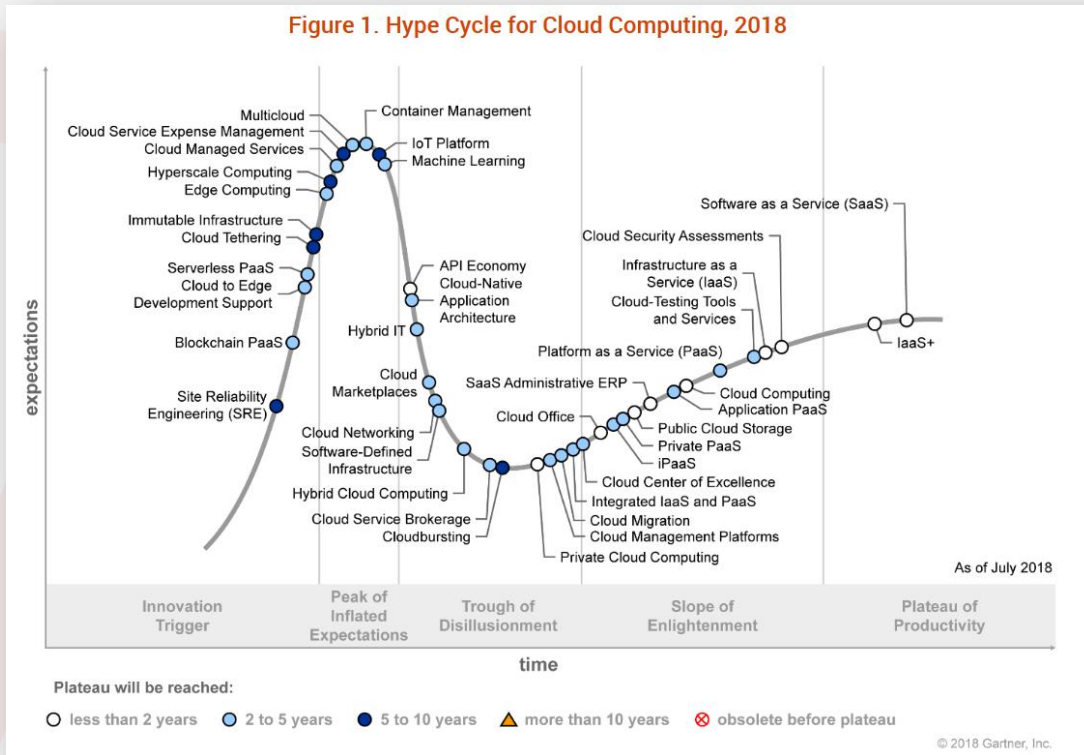 Figure 1. Hype Cycle for Cloud Computing, 2018
expectations
Multicloud
Cloud Service Expense Management
Cloud Managed Services
Hyperscale Computing
Edge Computing
Immutable Infrastructure
Cloud Tethering
Serverless PaaS
Cloud to Edge
Development Support
Blockchain PaaS
Site Reliability
Engineering (SRE)
Container Management
IoT Platform
Machine Learning
API Economy
Cloud-Native
Application
Architecture
Hybrid IT
Cloud
Marketplaces
Cloud Networking
Software-Defined
Infrastructure
Hybrid Cloud Computing
Cloud Service Brokerage
Cloudbursting
Private Cloud Computing
Cloud Management Platforms
Cloud Migration
Integrated IaaS and PaaS
Cloud Center of Excellence
Cloud Office
iPaaS
Private PaaS
Public Cloud Storage
SaaS Administrative ERP
Application PaaS
Cloud Computing
Platform as a Service (PaaS)
Cloud-Testing Tools
and Services
Infrastructure as a
Service (IaaS)
Cloud Security Assessments
Software as a Service (SaaS)
IaaS+
As of July 2018
Innovation
Trigger
Peak of
Inflated
Expectations
Trough of
Disillusionment
Slope of
Enlightenment
Plateau of
Productivity
time
Plateau will be reached:
less than 2 years
2 to 5 years
5 to 10 years
more than 10 years
obsolete before plateau
© 2018 Gartner, Inc.